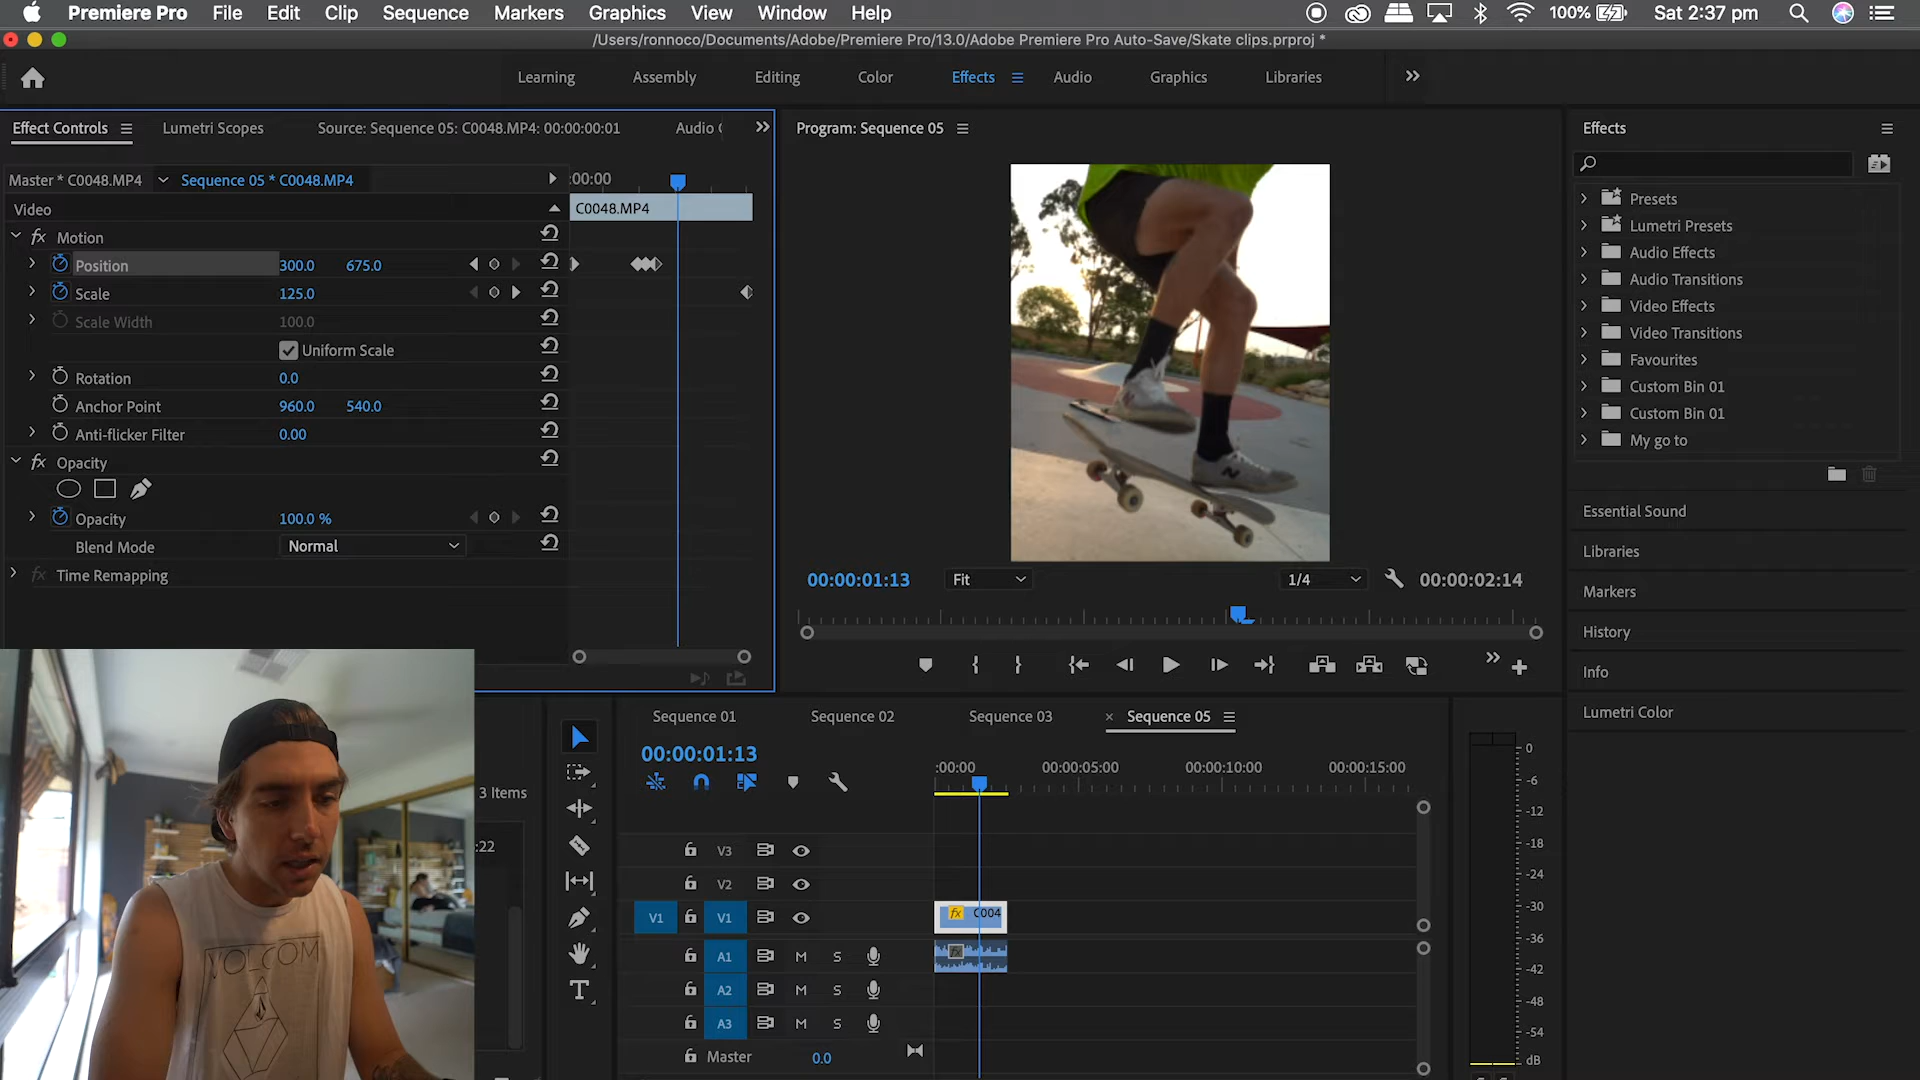 Premiere Pro File Edit Clip Sequence Markers Graphics View Window Help 100% Sat 2:37 pm
/Users/ronnoco/Documents/Adobe/Premiere Pro/13.0/Adobe Premiere Pro Auto-Save/Skate clips.prproj *
Learning Assembly Editing Color Effects Audio Graphics Libraries
Effect Controls Lumetri Scopes Source: Sequence 05: C0048.MP4: 00:00:00:01 Audio
Master * C0048.MP4 Sequence 05 * C0048.MP4 :00:00
Video C0048.MP4
fx Motion
Position 300.0 675.0
Scale 125.0
Scale Width 100.0
Uniform Scale
Rotation 0.0
Anchor Point 960.0 540.0
Anti-flicker Filter 0.00
fx Opacity
Opacity 100.0 %
Blend Mode Normal
fx Time Remapping
Program: Sequence 05
00:00:01:13 Fit 1/4 00:00:02:14
Effects
Presets
Lumetri Presets
Audio Effects
Audio Transitions
Video Effects
Video Transitions
Favourites
Custom Bin 01
Custom Bin 01
My go to
Essential Sound
Libraries
Markers
History
Info
Lumetri Color
3 Items
:22
VOLCOM
Sequence 01 Sequence 02 Sequence 03 × Sequence 05
00:00:01:13
:00:00 00:00:05:00 00:00:10:00 00:00:15:00
V3
V2
V1 V1 fx C004
A1 M S fx
A2 M S
A3 M S
Master 0.0
0
-6
-12
-18
-24
-30
-36
-42
-48
-54
dB